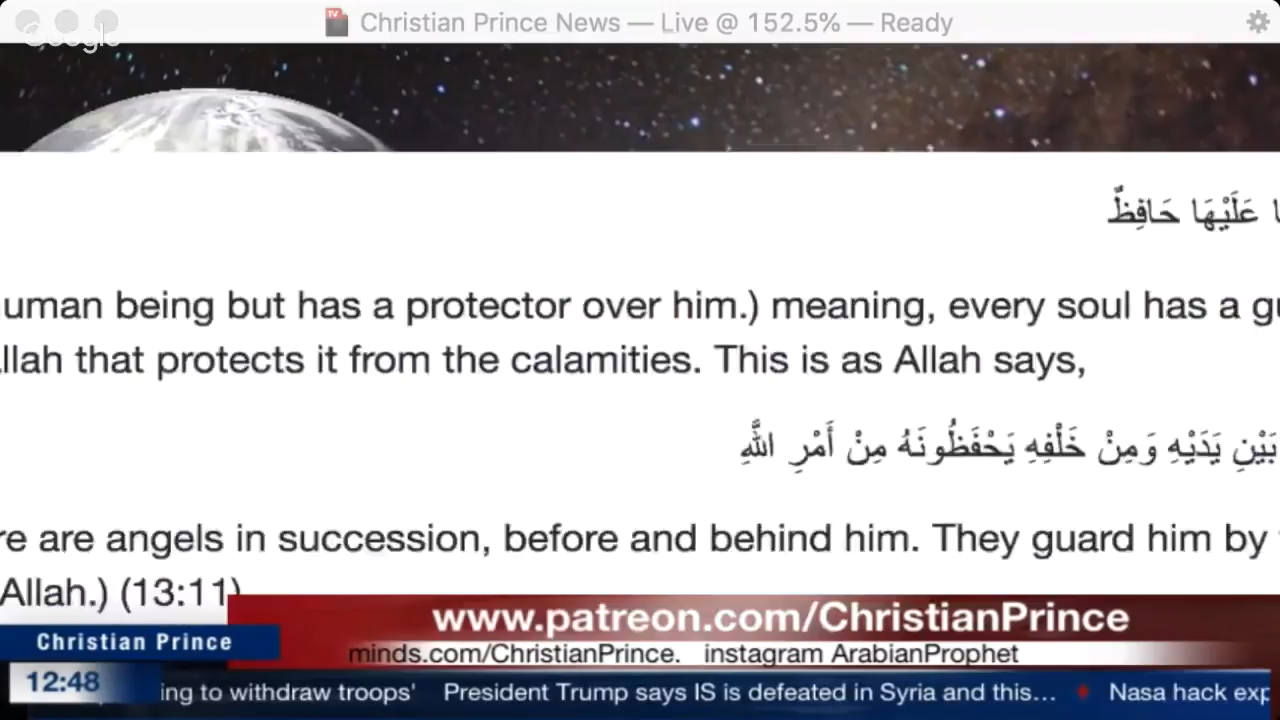 Christian Prince News — Live @ 152.5% — Ready
Google
عَلَيْهَا حَافِظٌ
uman being but has a protector over him.) meaning, every soul has a gu
llah that protects it from the calamities. This is as Allah says,
بَيْنِ يَدَيْهِ وَمِنْ خَلْفِهِ يَحْفَظُونَهُ مِنْ أَمْرِ اللَّهِ
re are angels in succession, before and behind him. They guard him by
Allah.) (13:11)
www.patreon.com/ChristianPrince
Christian Prince
minds.com/ChristianPrince. instagram ArabianProphet
12:48
ing to withdraw troops' President Trump says IS is defeated in Syria and this... Nasa hack exp